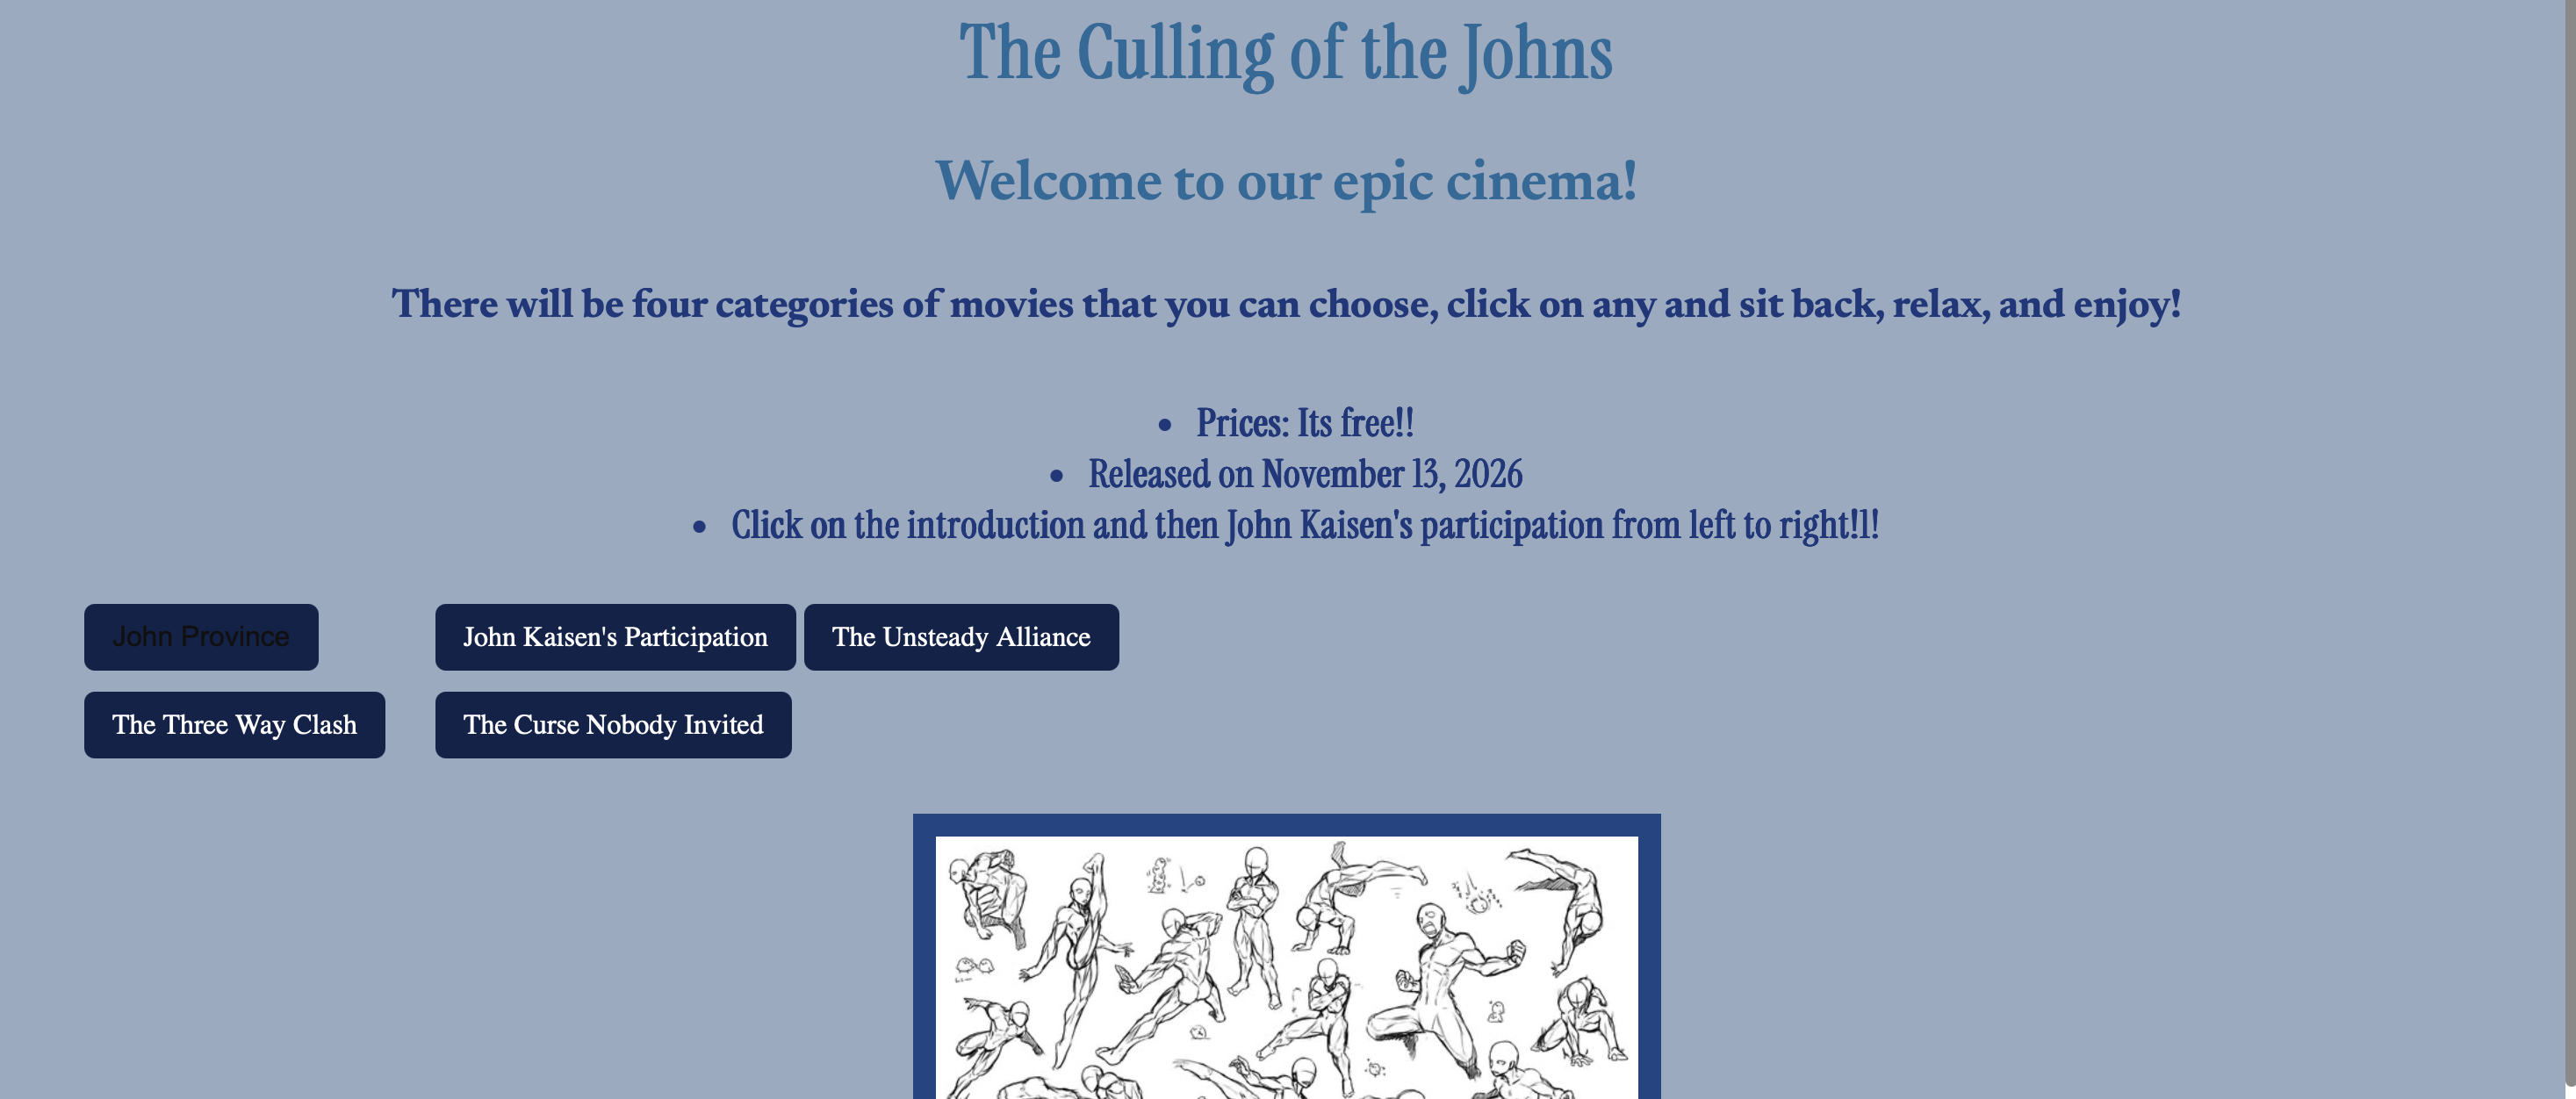 The Culling of the Johns
Welcome to our epic cinema!
There will be four categories of movies that you can choose, click on any and sit back, relax, and enjoy!
• Prices: Its free!!
• Released on November 13, 2026
• Click on the introduction and then John Kaisen's participation from left to right!1!
John Province
John Kaisen's Participation
The Unsteady Alliance
The Three Way Clash
The Curse Nobody Invited